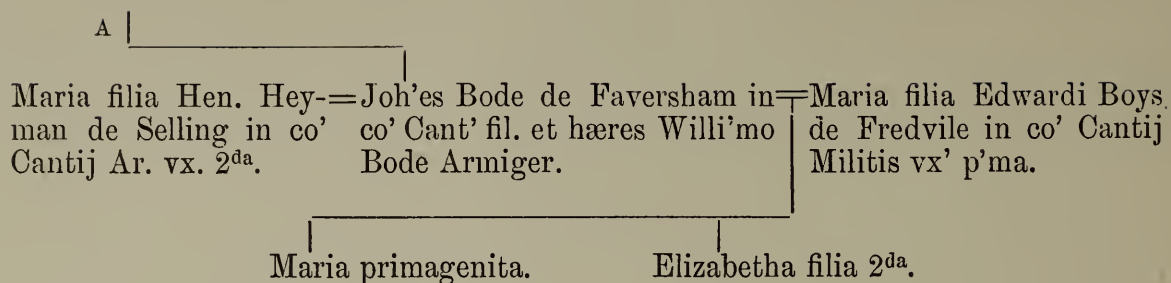 A
Maria filia Hen. Hey-
man de Selling in co'
Cantij Ar. vx. 2da.
Joh'es Bode de Faversham in
co' Cant' fil. et hæres Willi'mo
Bode Armiger.
Maria filia Edwardi Boys
de Fredvile in co' Cantij
Militis vx' p'ma.
Maria primagenita.
Elizabetha filia 2da.